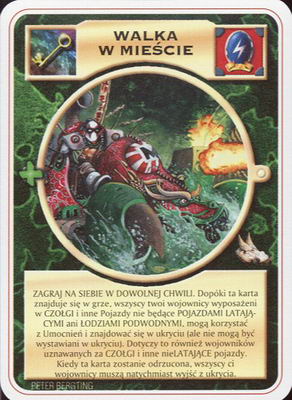 WALKA
W MIEŚCIE
ZAGRAJ NA SIEBIE W DOWOLNEJ CHWILI. Dopóki ta karta
znajduje się w grze, wszyscy twoi wojownicy wyposażeni
w CZOŁGI i inne Pojazdy nie będące POJAZDAMI LATAJĄ-
CYMI ani ŁODZIAMI PODWODNYMI, mogą korzystać
z Umocnień i znajdować się w ukryciu (ale nie mogą być
wystawiani w ukryciu). Dotyczy to również wojowników
uznawanych za CZOŁGI i inne nieLATAJĄCE pojazdy.
Kiedy ta karta zostanie odrzucona, wszyscy ci
wojownicy muszą natychmiast wyjść z ukrycia.
PETER BERGTING